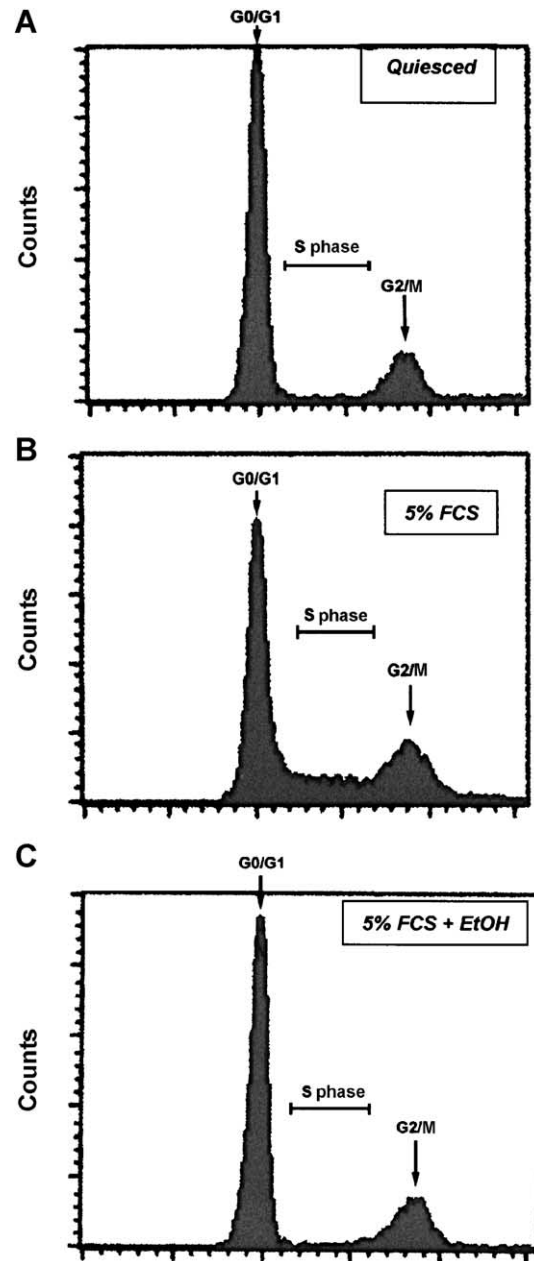 A
G0/G1
Quiesced
Counts
S phase
G2/M
B
G0/G1
5% FCS
Counts
S phase
G2/M
C
G0/G1
5% FCS + EtOH
Counts
S phase
G2/M